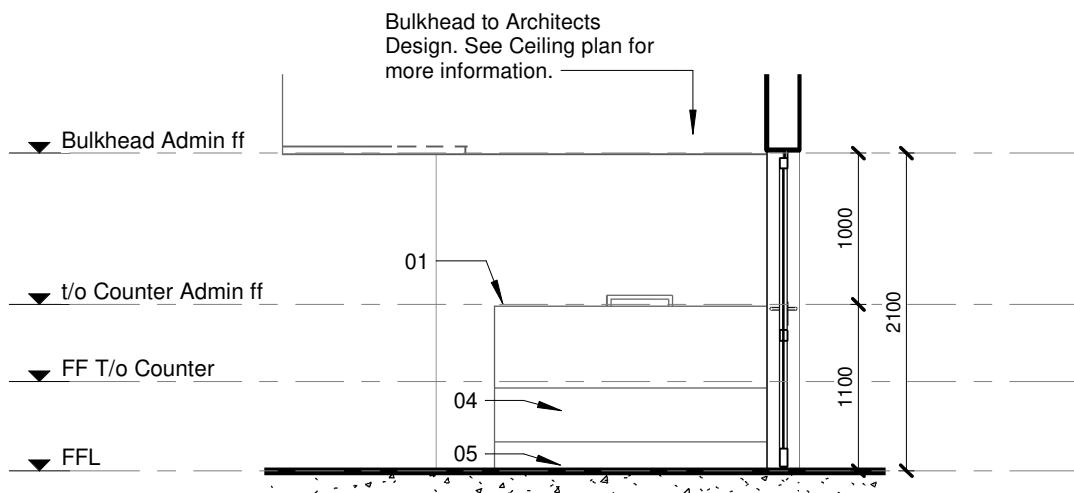 Bulkhead to Architects
Design. See Ceiling plan for
more information.
Bulkhead Admin ff
1000
01
t/o Counter Admin ff
2100
FF T/o Counter
1100
04
05
FFL